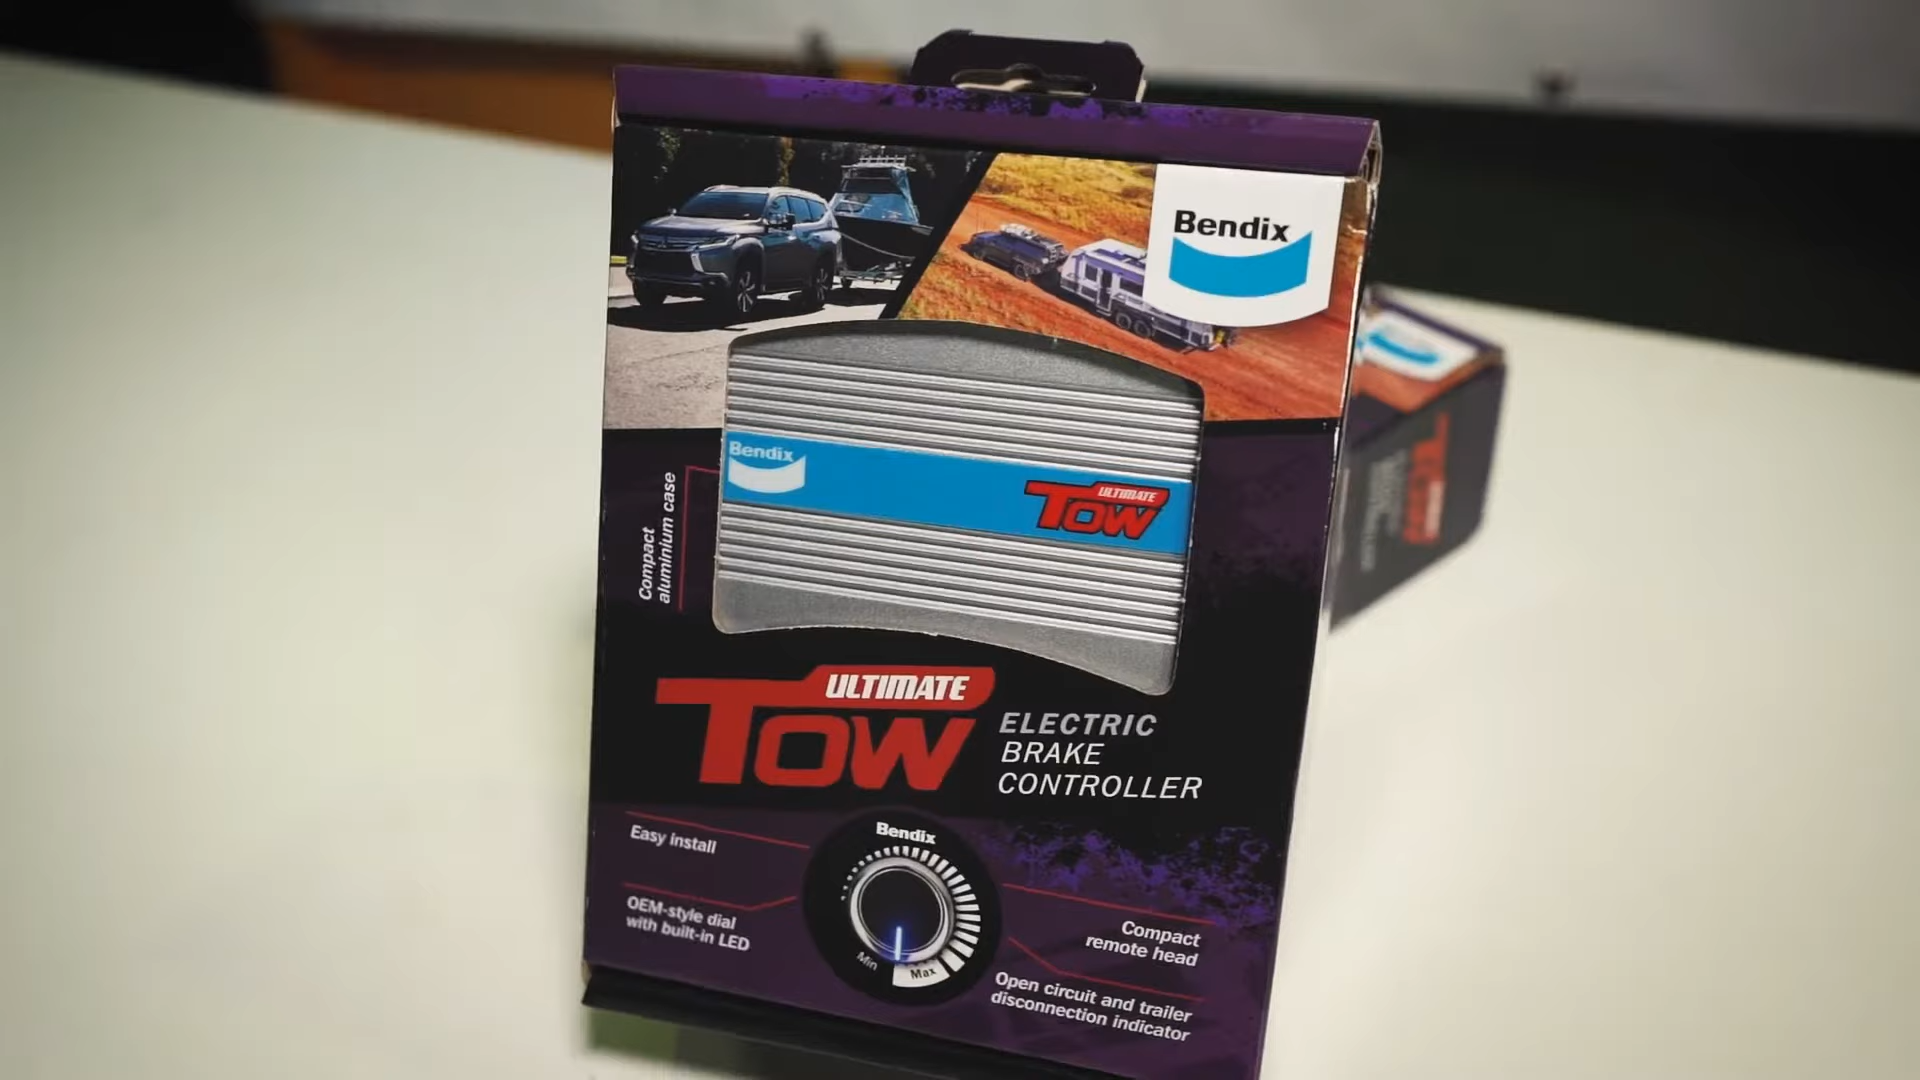 Bendix
Bendix
ULTIMATE
TOW
Compact
aluminium case
ULTIMATE
TOW
ELECTRIC
BRAKE
CONTROLLER
Easy install
OEM-style dial
with built-in LED
Bendix
Min
Max
Compact
remote head
Open circuit and trailer
disconnection indicator